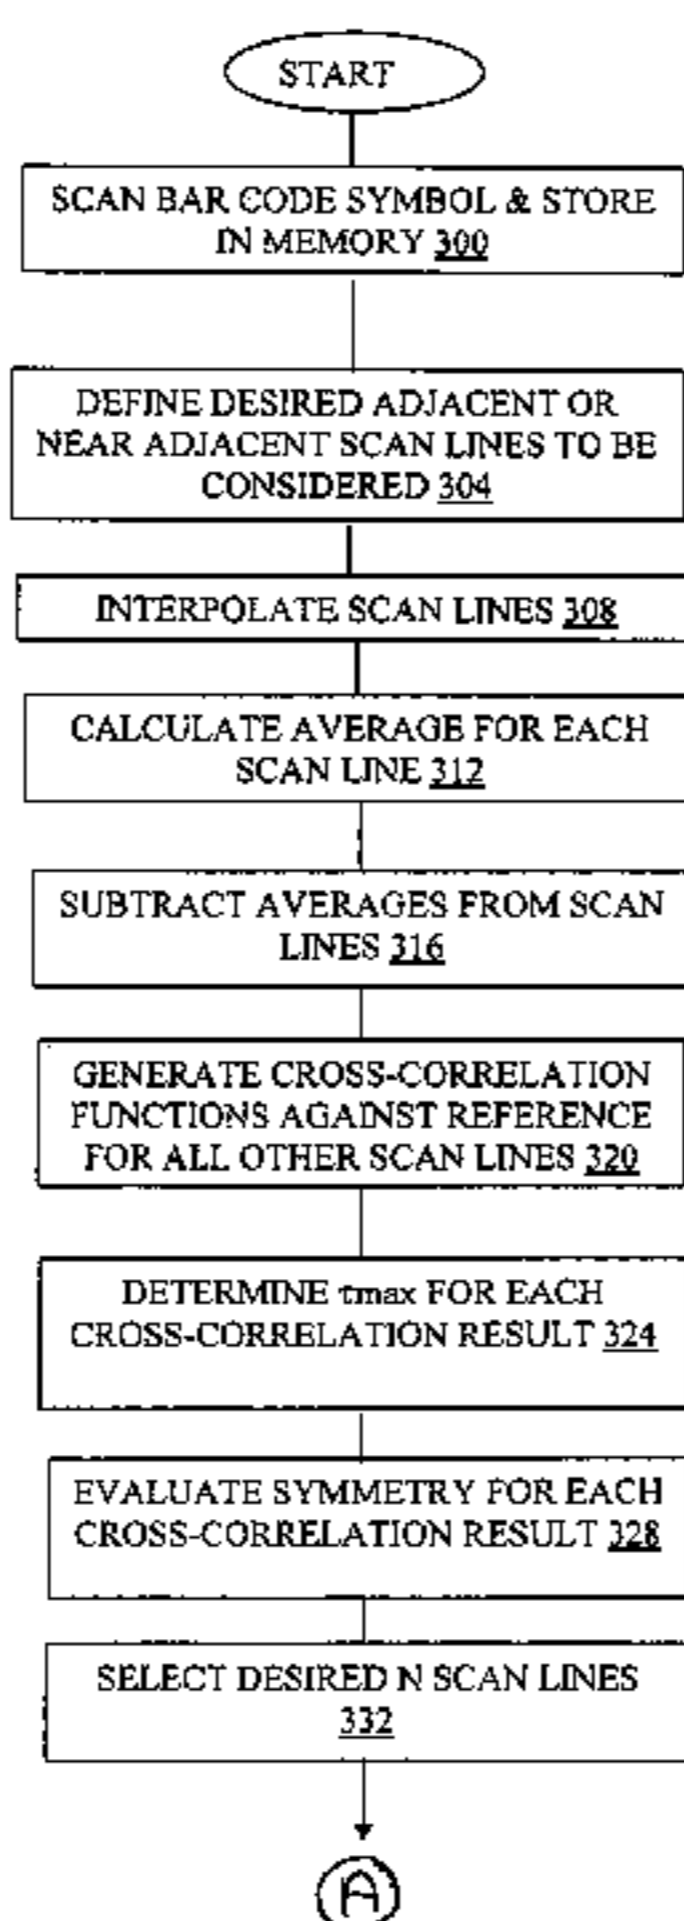 START
SCAN BAR CODE SYMBOL & STORE
IN MEMORY 300
DEFINE DESIRED ADJACENT OR
NEAR ADJACENT SCAN LINES TO BE
CONSIDERED 304
INTERPOLATE SCAN LINES 308
CALCULATE AVERAGE FOR EACH
SCAN LINE 312
SUBTRACT AVERAGES FROM SCAN
LINES 316
GENERATE CROSS-CORRELATION
FUNCTIONS AGAINST REFERENCE
FOR ALL OTHER SCAN LINES 320
DETERMINE τmax FOR EACH
CROSS-CORRELATION RESULT 324
EVALUATE SYMMETRY FOR EACH
CROSS-CORRELATION RESULT 328
SELECT DESIRED N SCAN LINES
332
A